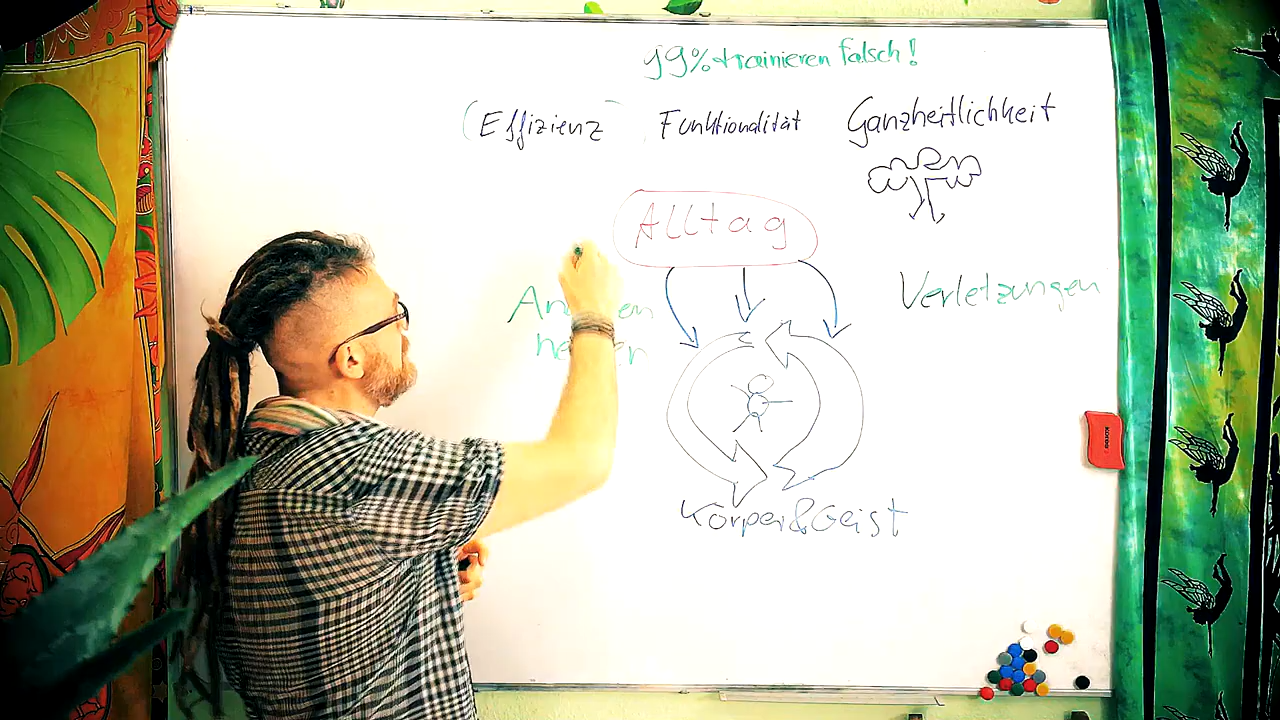 99% trainieren falsch!
(Effizienz Funktionalität Ganzheitlichkeit
Alltag
Verletzungen
Körper & Geist